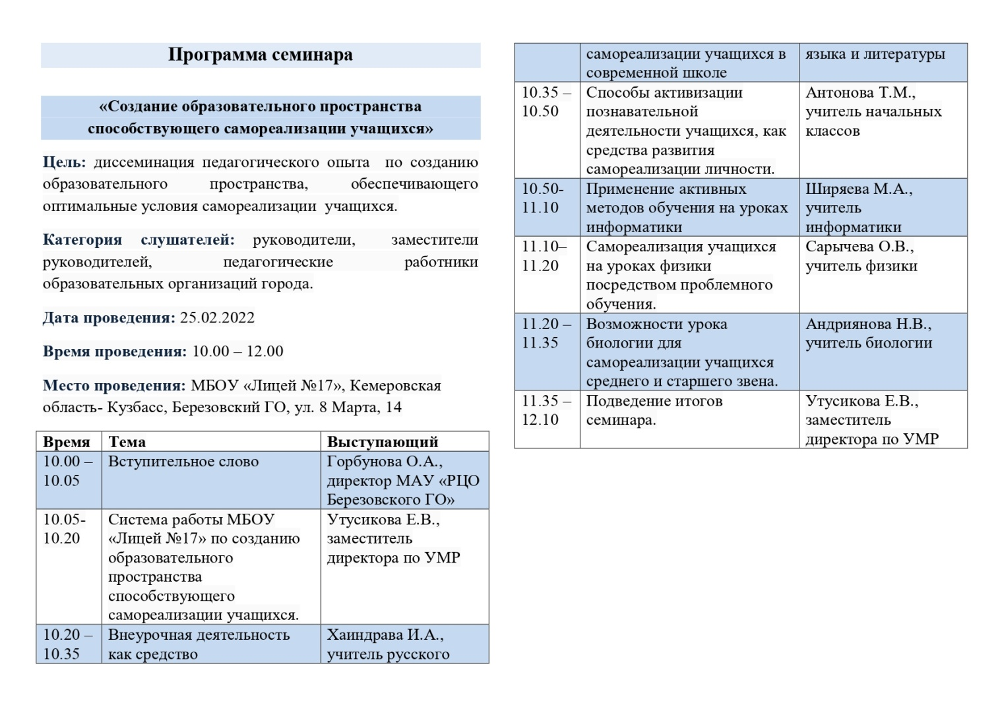 Программа семинара
«Создание образовательного пространства
способствующего самореализации учащихся»
Цель: диссеминация педагогического опыта по созданию
образовательного пространства, обеспечивающего
оптимальные условия самореализации учащихся.
Категория слушателей: руководители, заместители
руководителей, педагогические работники
образовательных организаций города.
Дата проведения: 25.02.2022
Время проведения: 10.00 – 12.00
Место проведения: МБОУ «Лицей №17», Кемеровская
область- Кузбасс, Березовский ГО, ул. 8 Марта, 14
Время Тема Выступающий
10.00 – Вступительное слово Горбунова О.А.,
10.05 директор МАУ «РЦО
Березовского ГО»
10.05- Система работы МБОУ Утусикова Е.В.,
10.20 «Лицей №17» по созданию заместитель
образовательного директора по УМР
пространства
способствующего
самореализации учащихся.
10.20 – Внеурочная деятельность Хаиндрава И.А.,
10.35 как средство учитель русского
самореализации учащихся в языка и литературы
современной школе
10.35 – Способы активизации Антонова Т.М.,
10.50 познавательной учитель начальных
деятельности учащихся, как классов
средства развития
самореализации личности.
10.50- Применение активных Ширяева М.А.,
11.10 методов обучения на уроках учитель
информатики информатики
11.10– Самореализация учащихся Сарычева О.В.,
11.20 на уроках физики учитель физики
посредством проблемного
обучения.
11.20 – Возможности урока Андриянова Н.В.,
11.35 биологии для учитель биологии
самореализации учащихся
среднего и старшего звена.
11.35 – Подведение итогов Утусикова Е.В.,
12.10 семинара. заместитель
директора по УМР